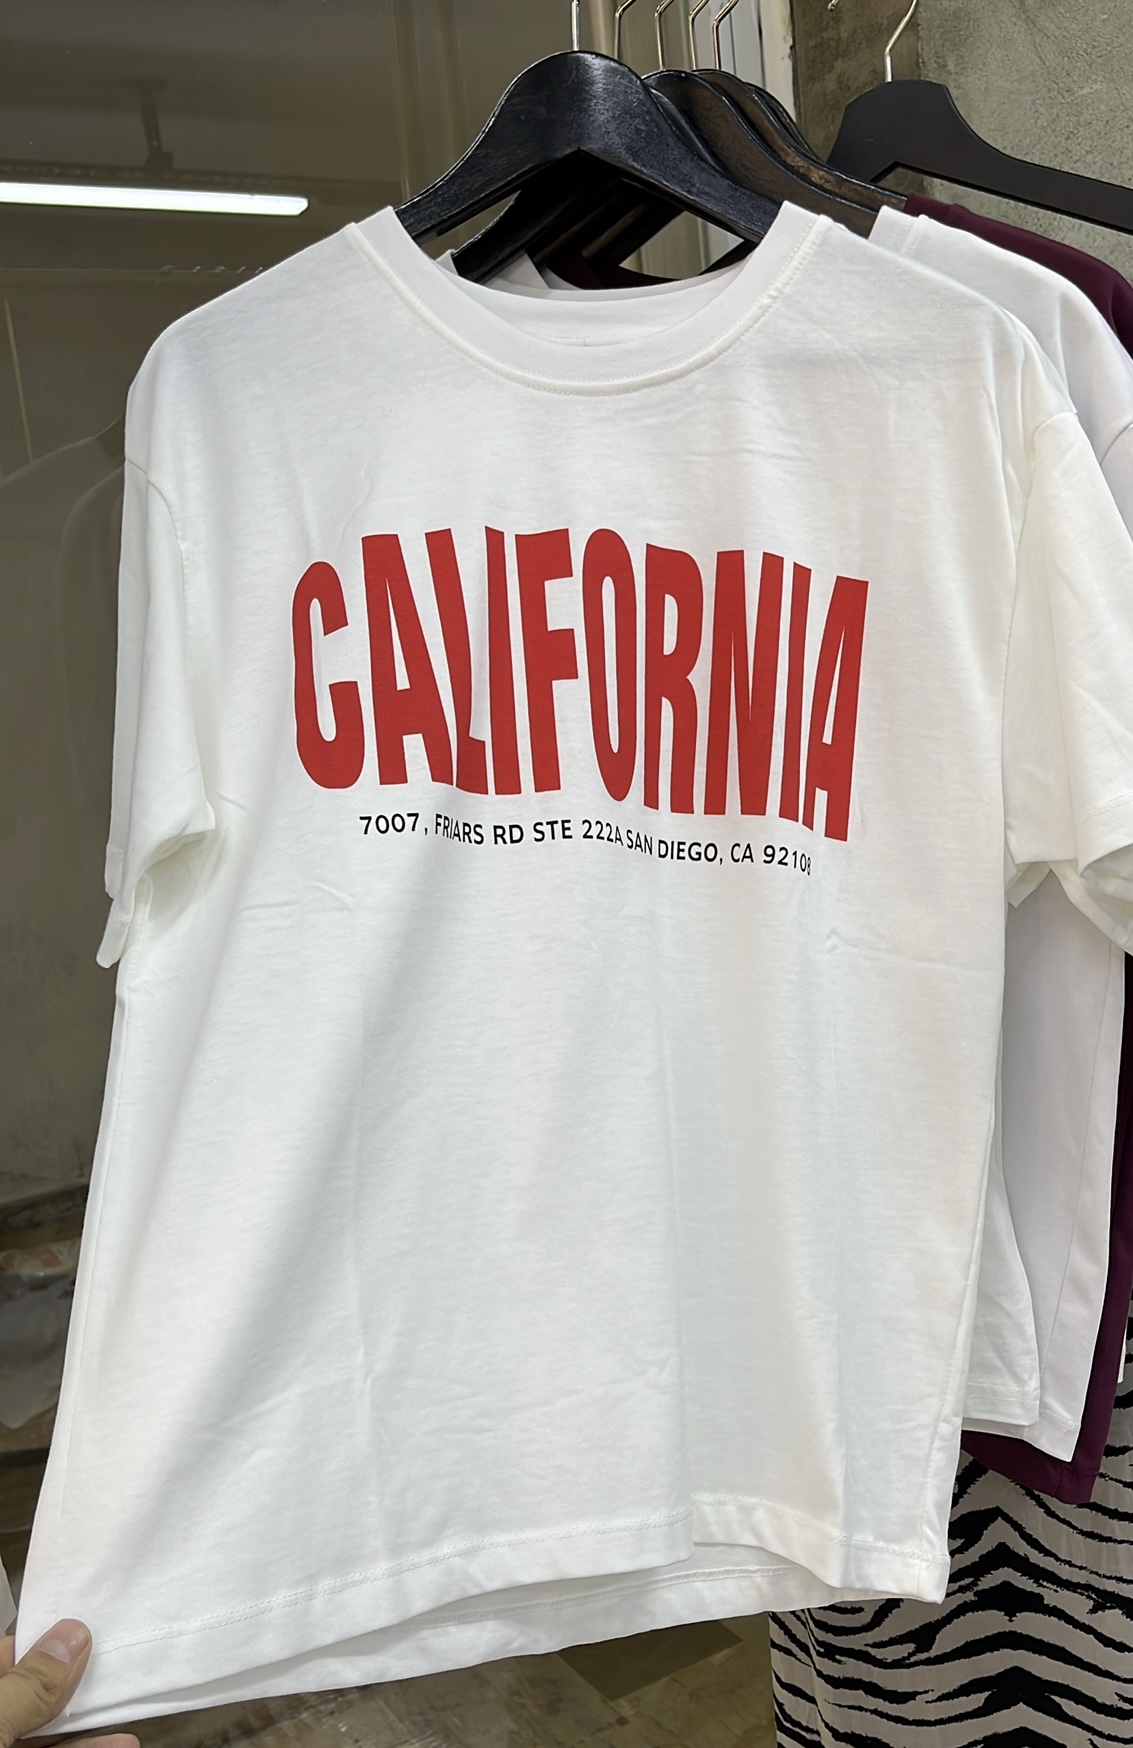 CALIFORNIA
7007, FRIARS RD STE 222A SAN DIEGO, CA 92108